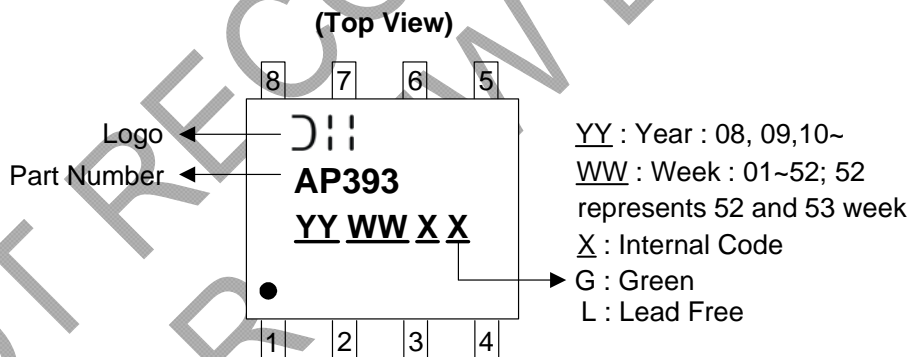 (Top View)
8 7 6 5
Logo
Part Number
AP393
YY WW X X
1 2 3 4
YY : Year : 08, 09,10~
WW : Week : 01~52; 52
represents 52 and 53 week
X : Internal Code
G : Green
L : Lead Free